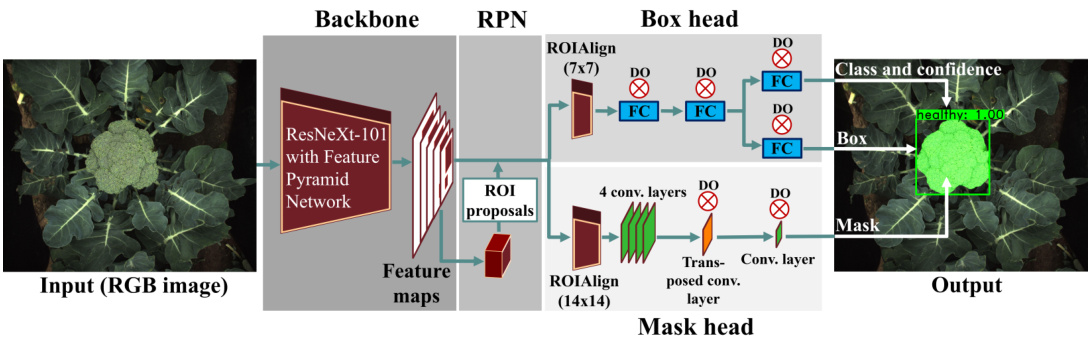 Backbone
RPN
Box head
ROIAlign
(7x7)
DO
DO
DO
FC
FC
FC
DO
FC
ResNeXt-101
with Feature
Pyramid
Network
Feature
maps
ROI
proposals
4 conv. layers
DO
DO
ROIAlign
(14x14)
Trans-
posed conv.
layer
Conv. layer
Mask head
Class and confidence
healthy: 1.00
Box
Mask
Input (RGB image)
Output